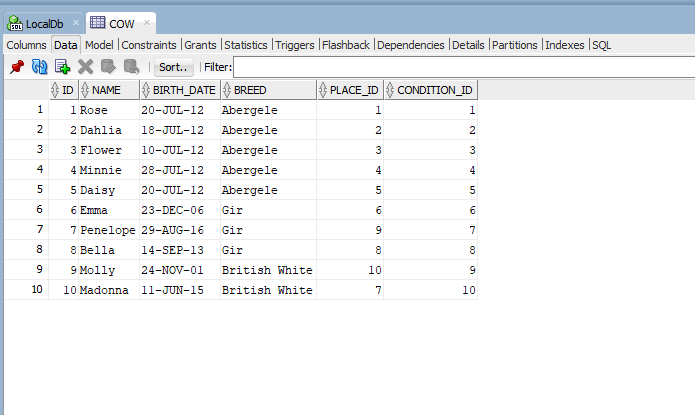 SQL LocalDb × COW ×
Columns Data Model Constraints Grants Statistics Triggers Flashback Dependencies Details Partitions Indexes SQL
Sort.. Filter:
ID NAME BIRTH_DATE BREED PLACE_ID CONDITION_ID
1 1 Rose 20-JUL-12 Abergele 1 1
2 2 Dahlia 18-JUL-12 Abergele 2 2
3 3 Flower 10-JUL-12 Abergele 3 3
4 4 Minnie 28-JUL-12 Abergele 4 4
5 5 Daisy 20-JUL-12 Abergele 5 5
6 6 Emma 23-DEC-06 Gir 6 6
7 7 Penelope 29-AUG-16 Gir 9 7
8 8 Bella 14-SEP-13 Gir 8 8
9 9 Molly 24-NOV-01 British White 10 9
10 10 Madonna 11-JUN-15 British White 7 10